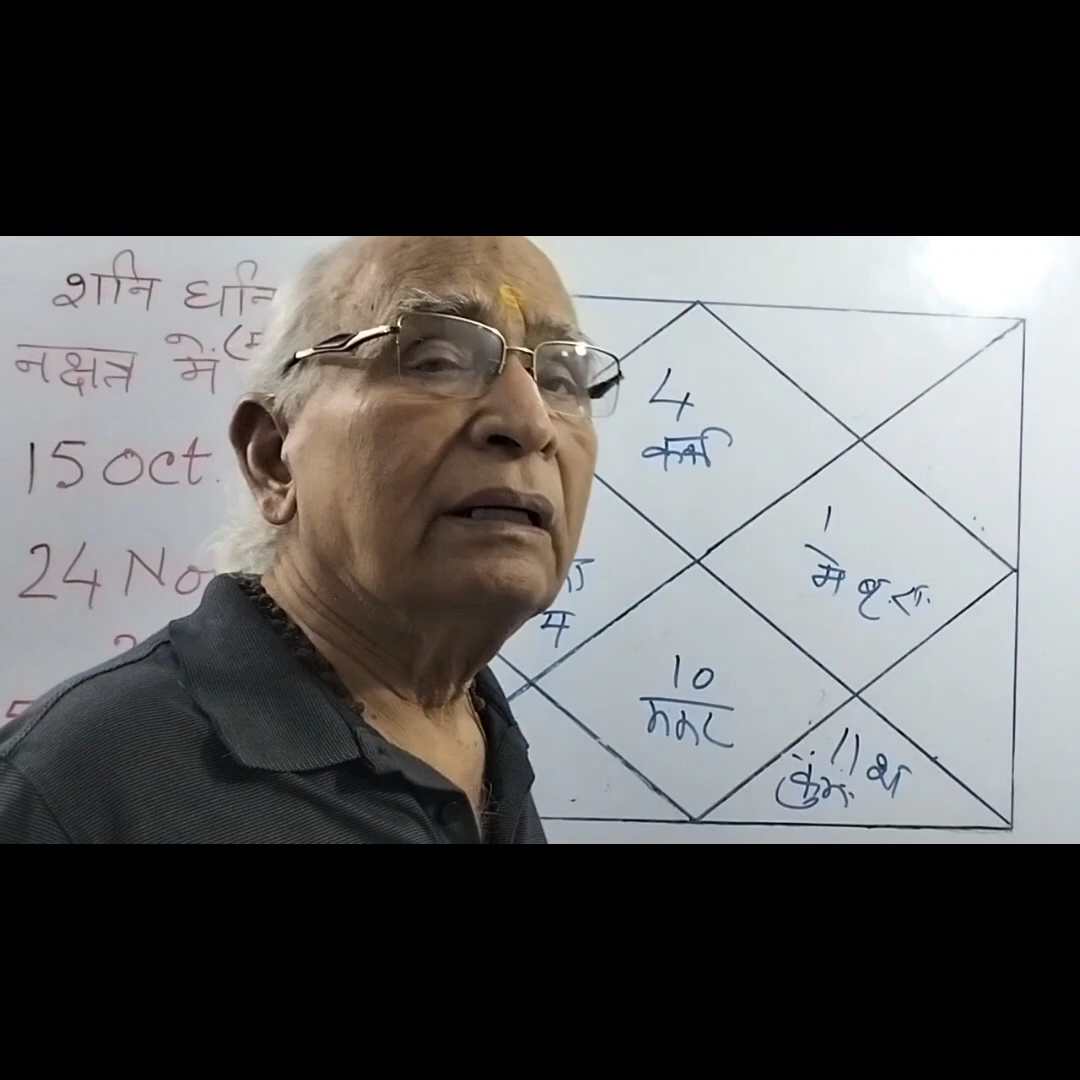 शनि धनि
नक्षत्र में (
15 oct.
24 No
4
कर्क
1
मे बृ. रा.
म
10
मकर
11 श
कुंभ